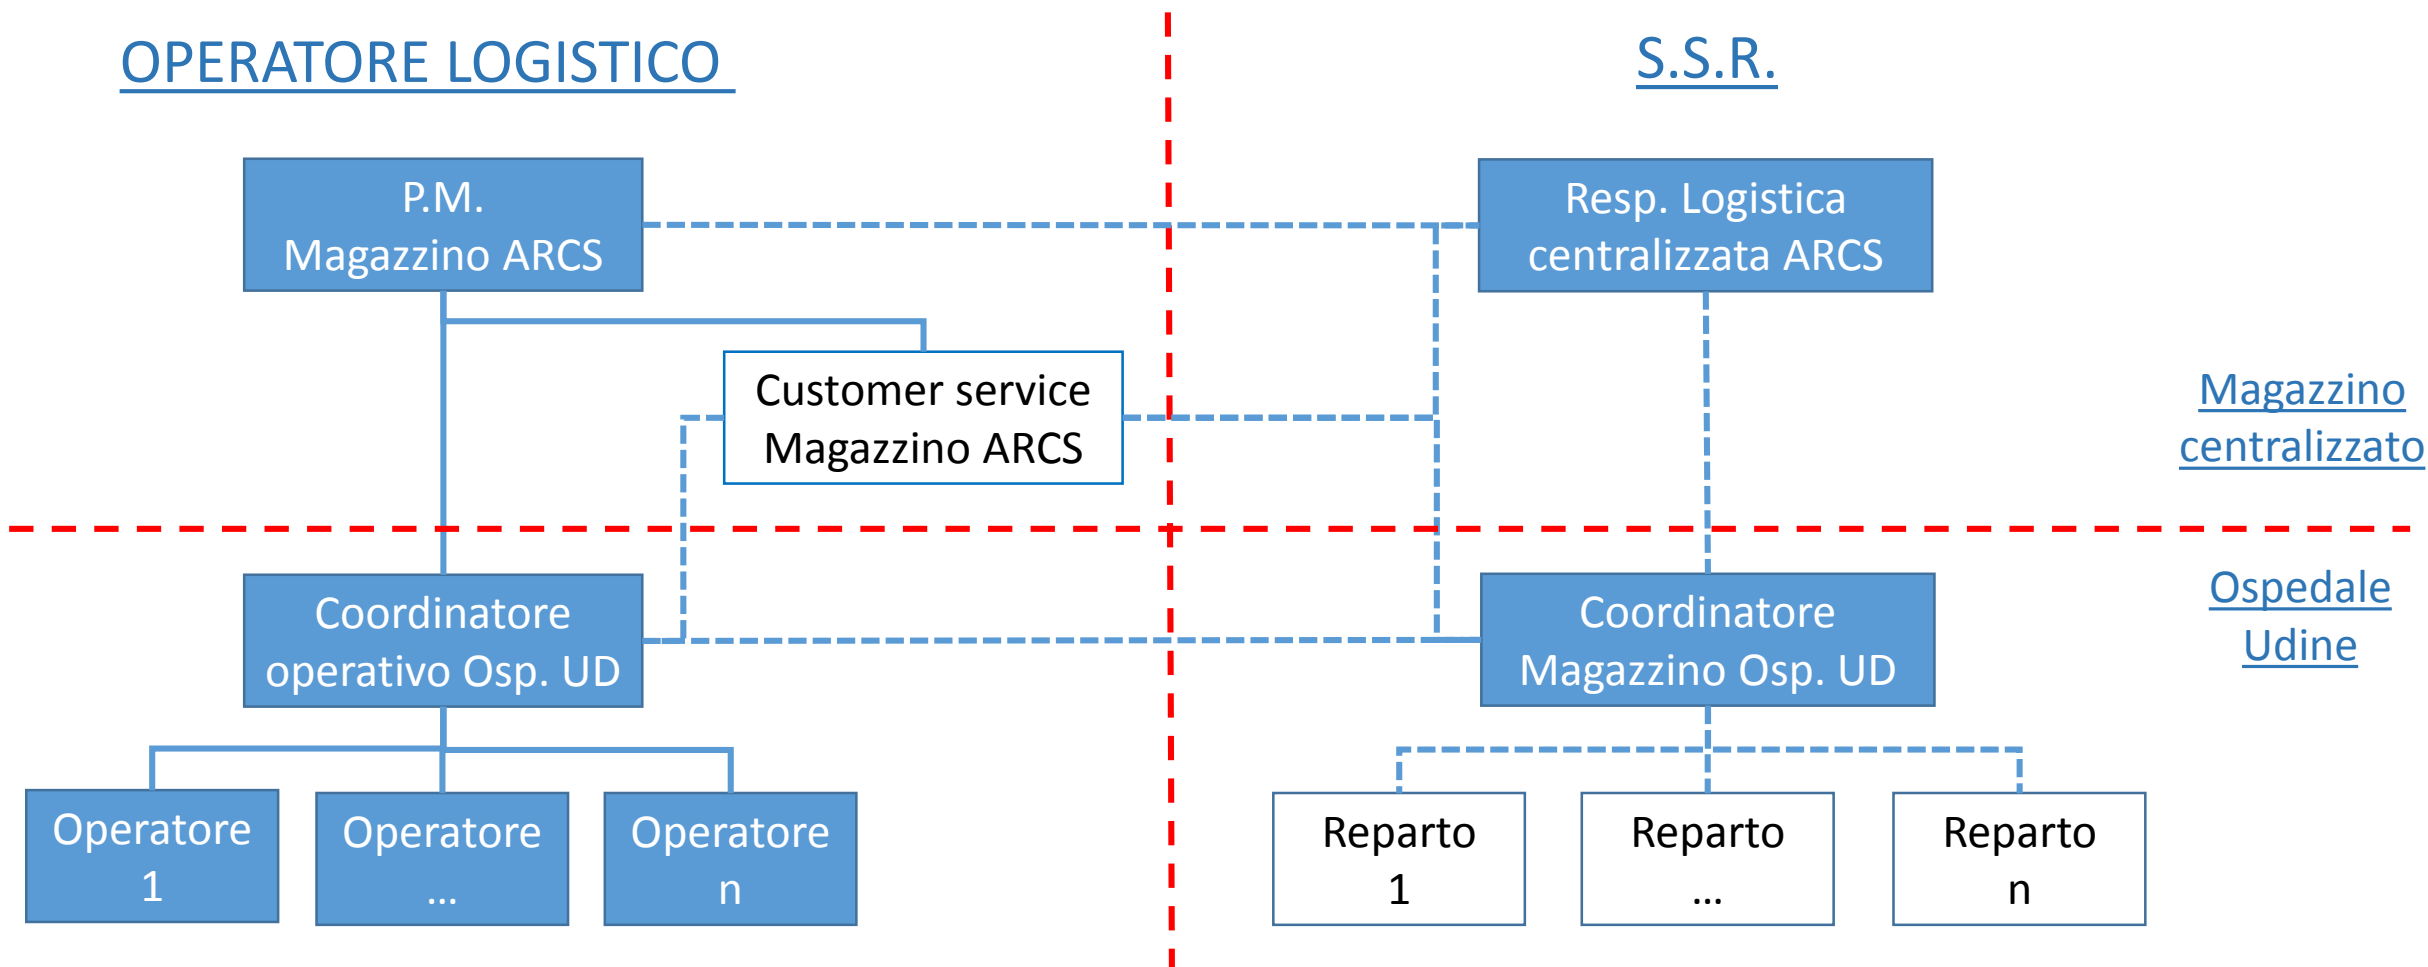 OPERATORE LOGISTICO
S.S.R.
P.M.
Magazzino ARCS
Resp. Logistica
centralizzata ARCS
Customer service
Magazzino ARCS
Magazzino
centralizzato
Coordinatore
operativo Osp. UD
Coordinatore
Magazzino Osp. UD
Ospedale
Udine
Operatore
1
Operatore
...
Operatore
n
Reparto
1
Reparto
...
Reparto
n